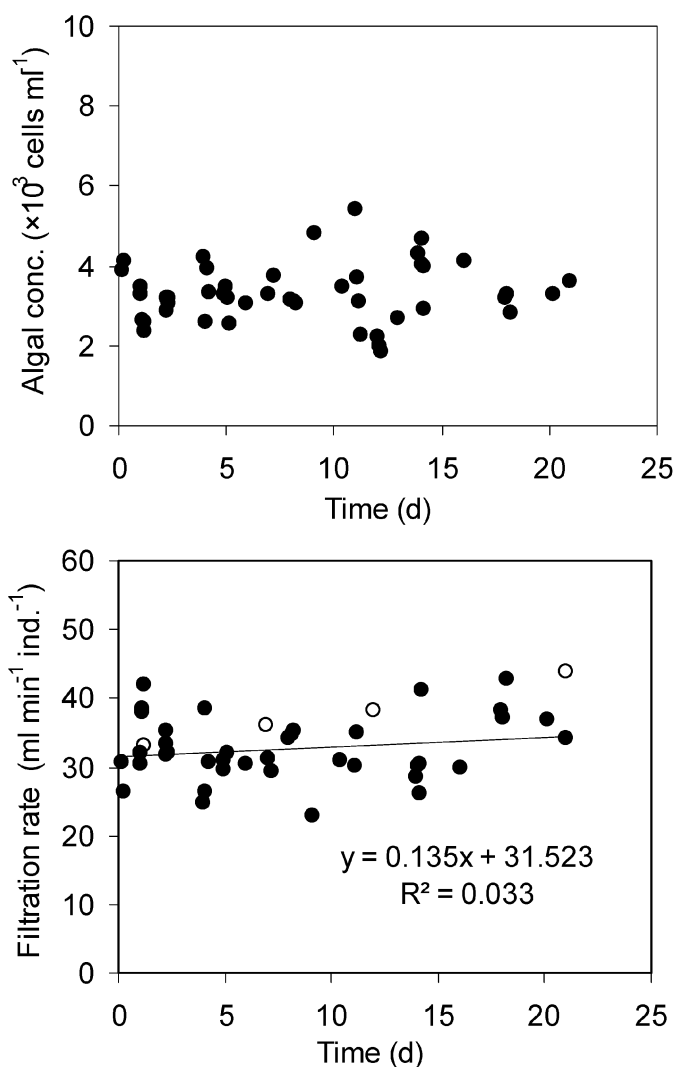 Algal conc. (×10³ cells ml⁻¹)
10
8
6
4
2
0
0 5 10 15 20 25
Time (d)
Filtration rate (ml min⁻¹ ind.⁻¹)
60
50
40
30
20
10
0
y = 0.135x + 31.523
R² = 0.033
0 5 10 15 20 25
Time (d)